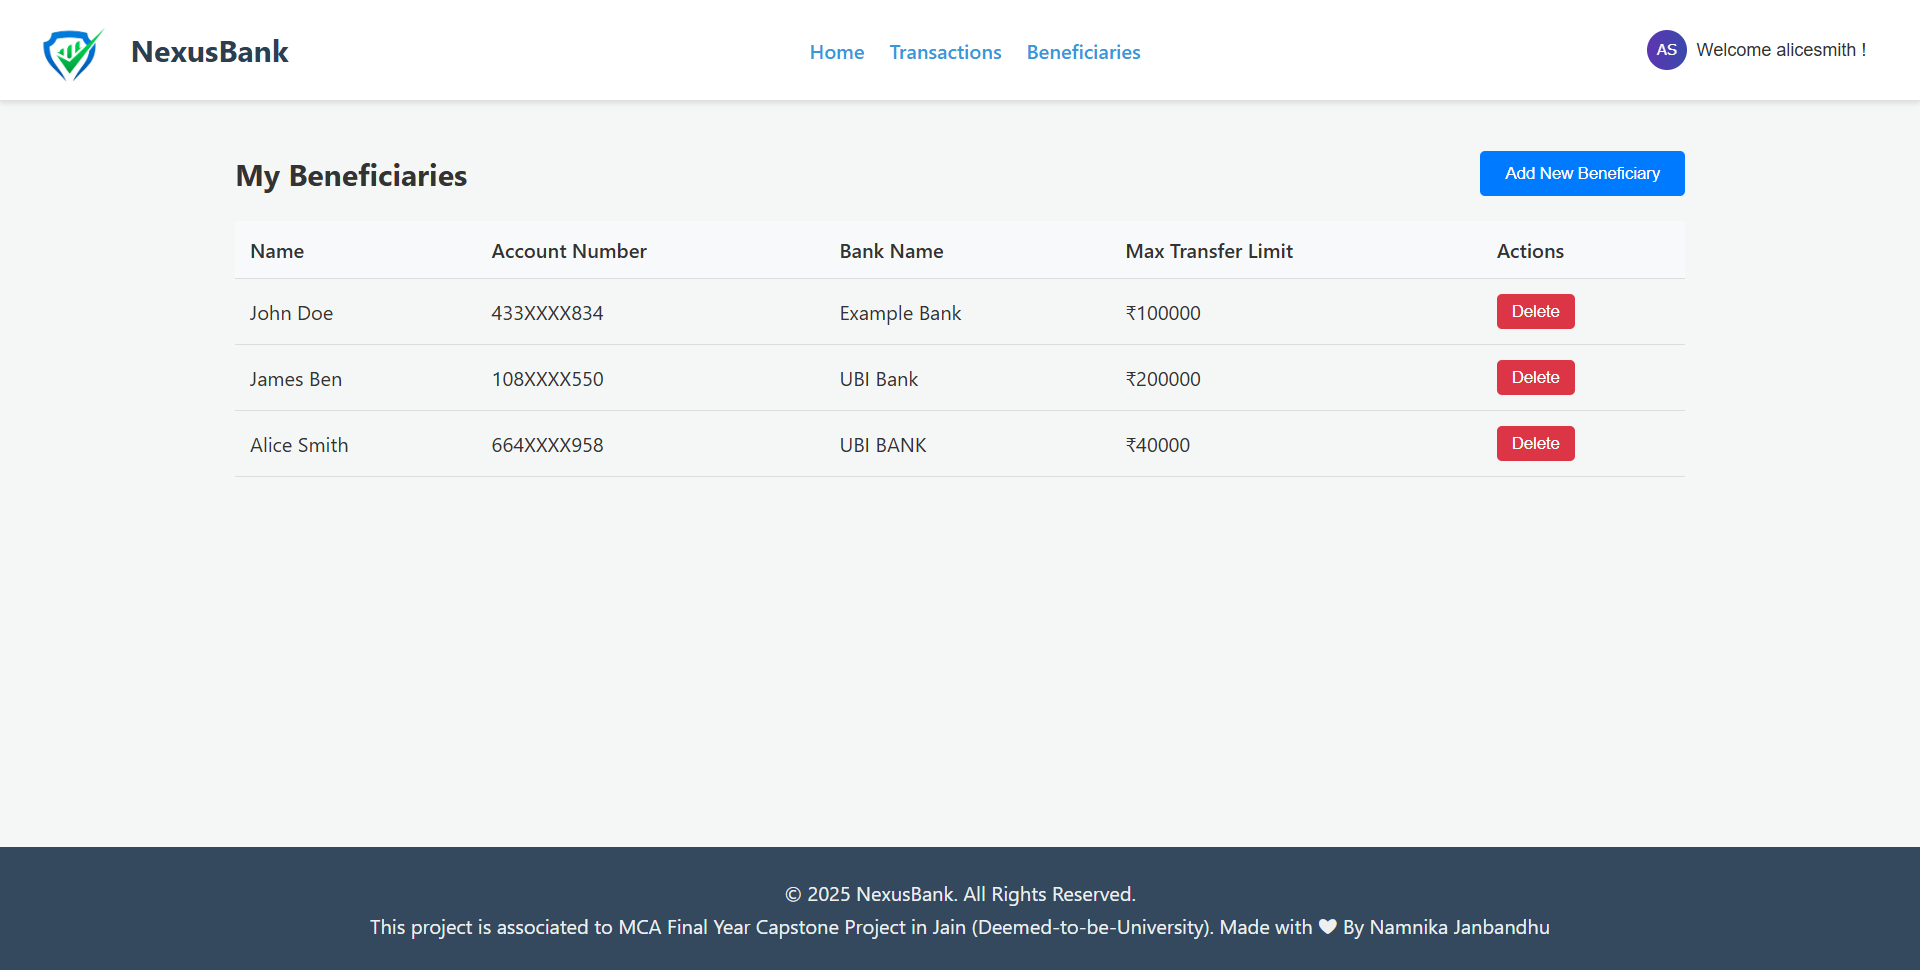 NexusBank
Home Transactions Beneficiaries
AS Welcome alicesmith !
My Beneficiaries
Add New Beneficiary
Name Account Number Bank Name Max Transfer Limit Actions
John Doe 433XXXX834 Example Bank ₹100000 Delete
James Ben 108XXXX550 UBI Bank ₹200000 Delete
Alice Smith 664XXXX958 UBI BANK ₹40000 Delete
© 2025 NexusBank. All Rights Reserved.
This project is associated to MCA Final Year Capstone Project in Jain (Deemed-to-be-University). Made with ♥ By Namnika Janbandhu